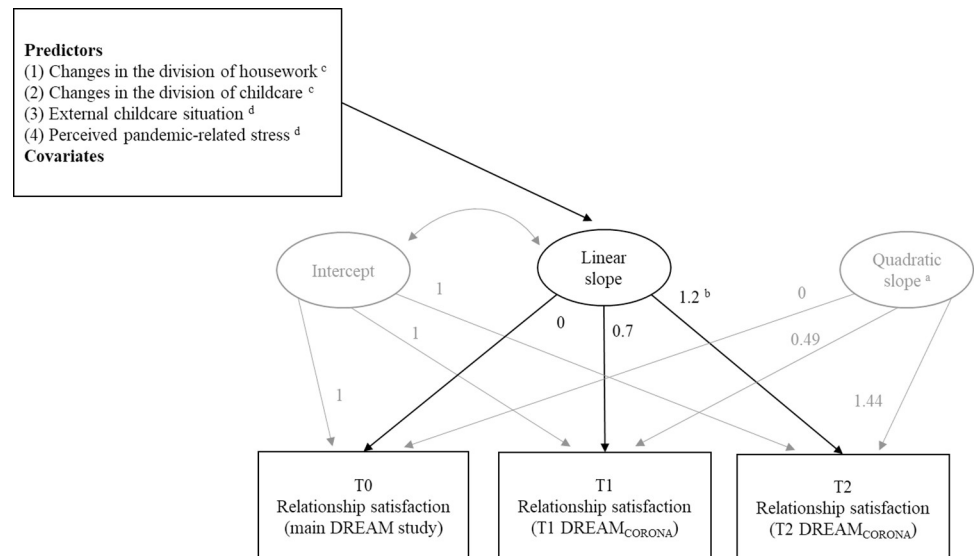 Predictors
(1) Changes in the division of housework c
(2) Changes in the division of childcare c
(3) External childcare situation d
(4) Perceived pandemic-related stress d
Covariates
Intercept
Linear
slope
Quadratic
slope a
1
1
1
0
0.7
1.2 b
0
0.49
1.44
T0
Relationship satisfaction
(main DREAM study)
T1
Relationship satisfaction
(T1 DREAMCORONA)
T2
Relationship satisfaction
(T2 DREAMCORONA)